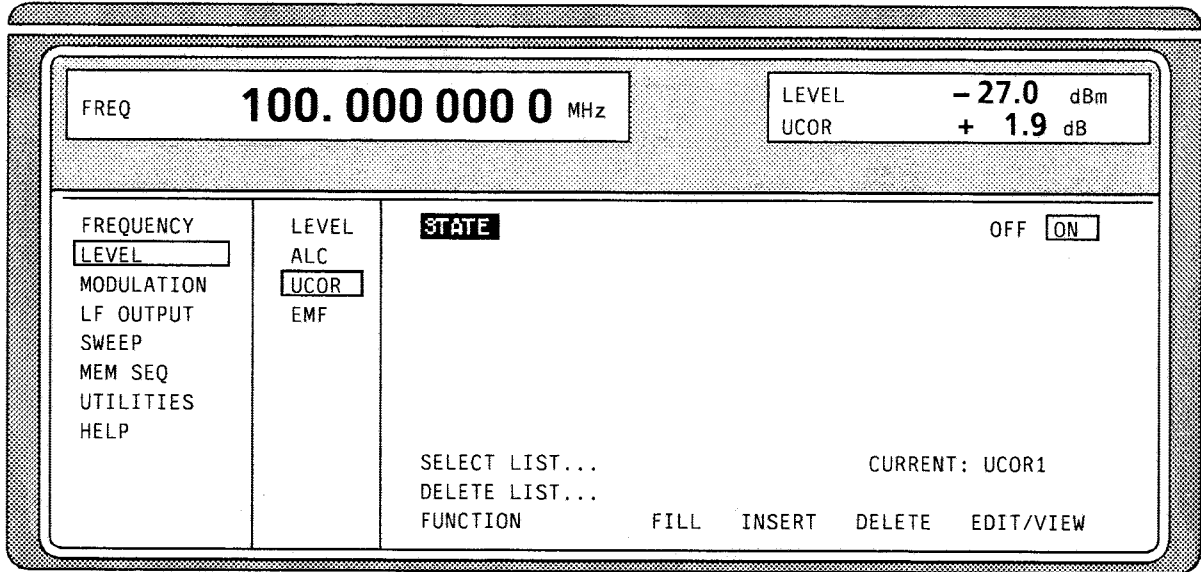 FREQ 100. 000 000 0 MHz
LEVEL - 27.0 dBm
UCOR + 1.9 dB
FREQUENCY
LEVEL
MODULATION
LF OUTPUT
SWEEP
MEM SEQ
UTILITIES
HELP
LEVEL
ALC
UCOR
EMF
STATE OFF ON
SELECT LIST... CURRENT: UCOR1
DELETE LIST...
FUNCTION FILL INSERT DELETE EDIT/VIEW